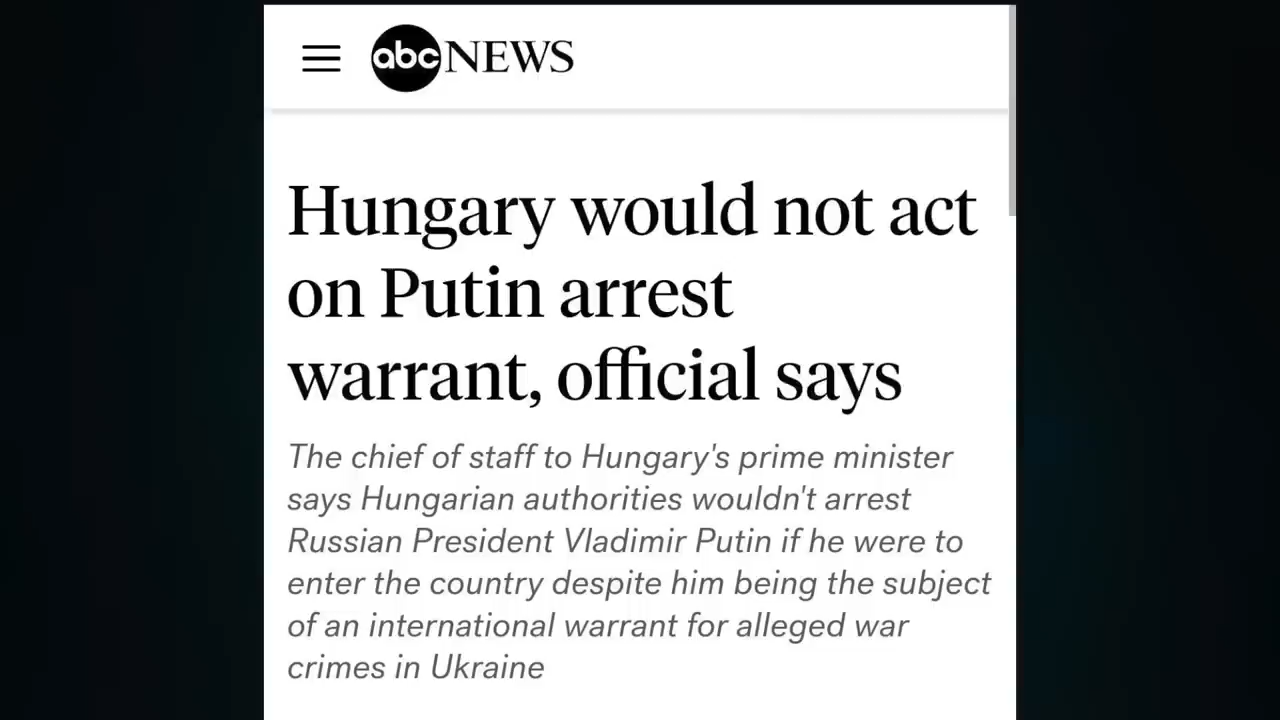 abc NEWS
Hungary would not act
on Putin arrest
warrant, official says
The chief of staff to Hungary's prime minister
says Hungarian authorities wouldn't arrest
Russian President Vladimir Putin if he were to
enter the country despite him being the subject
of an international warrant for alleged war
crimes in Ukraine